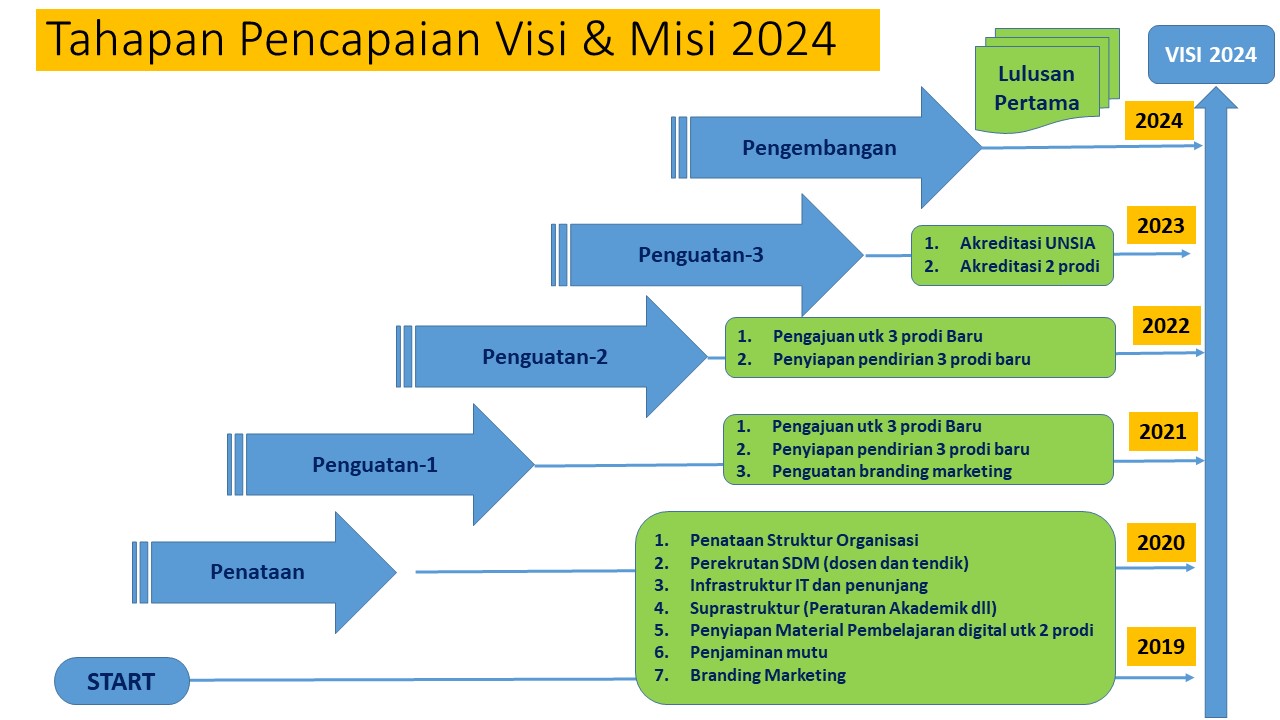 Tahapan Pencapaian Visi & Misi 2024
VISI 2024
Lulusan
Pertama
2024
Pengembangan
2023
Penguatan-3
1. Akreditasi UNSIA
2. Akreditasi 2 prodi
2022
Penguatan-2
1. Pengajuan utk 3 prodi Baru
2. Penyiapan pendirian 3 prodi baru
2021
Penguatan-1
1. Pengajuan utk 3 prodi Baru
2. Penyiapan pendirian 3 prodi baru
3. Penguatan branding marketing
2020
Penataan
1. Penataan Struktur Organisasi
2. Perekrutan SDM (dosen dan tendik)
3. Infrastruktur IT dan penunjang
4. Suprastruktur (Peraturan Akademik dll)
5. Penyiapan Material Pembelajaran digital utk 2 prodi
6. Penjaminan mutu
7. Branding Marketing
2019
START